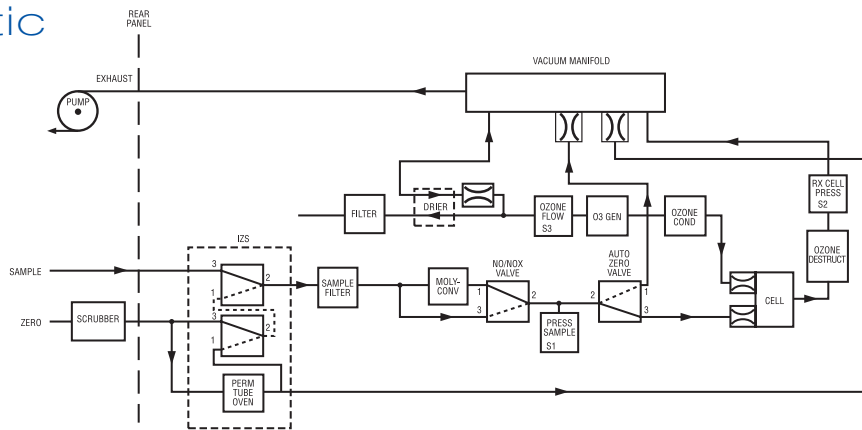 tic
REAR
PANEL
VACUUM MANIFOLD
EXHAUST
PUMP
FILTER
DRIER
OZONE
FLOW
S3
O3 GEN
OZONE
COND
RX CELL
PRESS
S2
OZONE
DESTRUCT
IZS
SAMPLE
3
2
1
SAMPLE
FILTER
MOLY-
CONV
NO/NOX
VALVE
1
2
3
PRESS
SAMPLE
S1
AUTO
ZERO
VALVE
2
1
3
CELL
ZERO
SCRUBBER
3
2
1
PERM
TUBE
OVEN